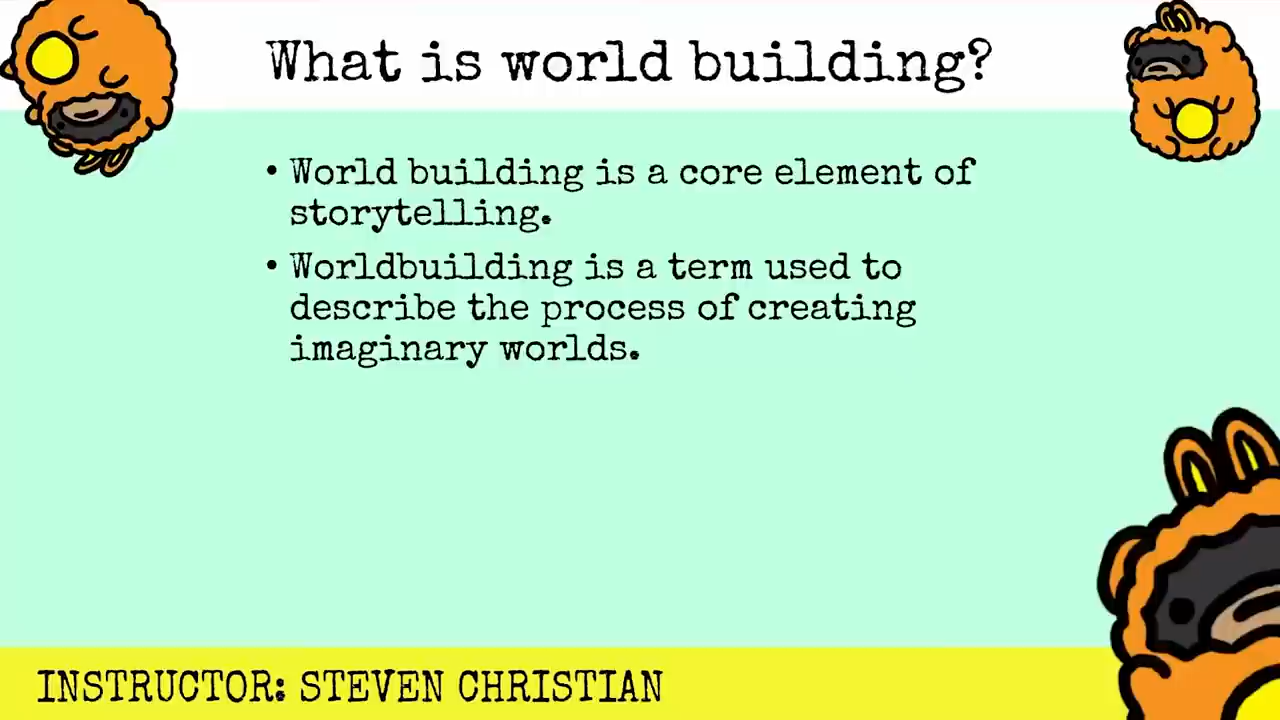 What is world building?
• World building is a core element of
storytelling.
• Worldbuilding is a term used to
describe the process of creating
imaginary worlds.
INSTRUCTOR: STEVEN CHRISTIAN